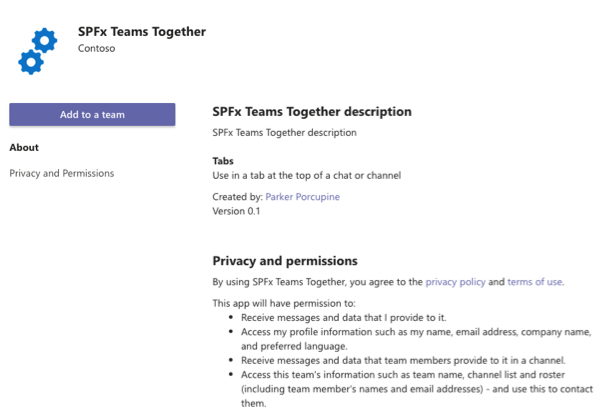 SPFx Teams Together
Contoso
Add to a team
About
Privacy and Permissions
SPFx Teams Together description
SPFx Teams Together description
Tabs
Use in a tab at the top of a chat or channel
Created by: Parker Porcupine
Version 0.1
Privacy and permissions
By using SPFx Teams Together, you agree to the privacy policy and terms of use.
This app will have permission to:
• Receive messages and data that I provide to it.
• Access my profile information such as my name, email address, company name,
and preferred language.
• Receive messages and data that team members provide to it in a channel.
• Access this team's information such as team name, channel list and roster
(including team member's names and email addresses) - and use this to contact
them.